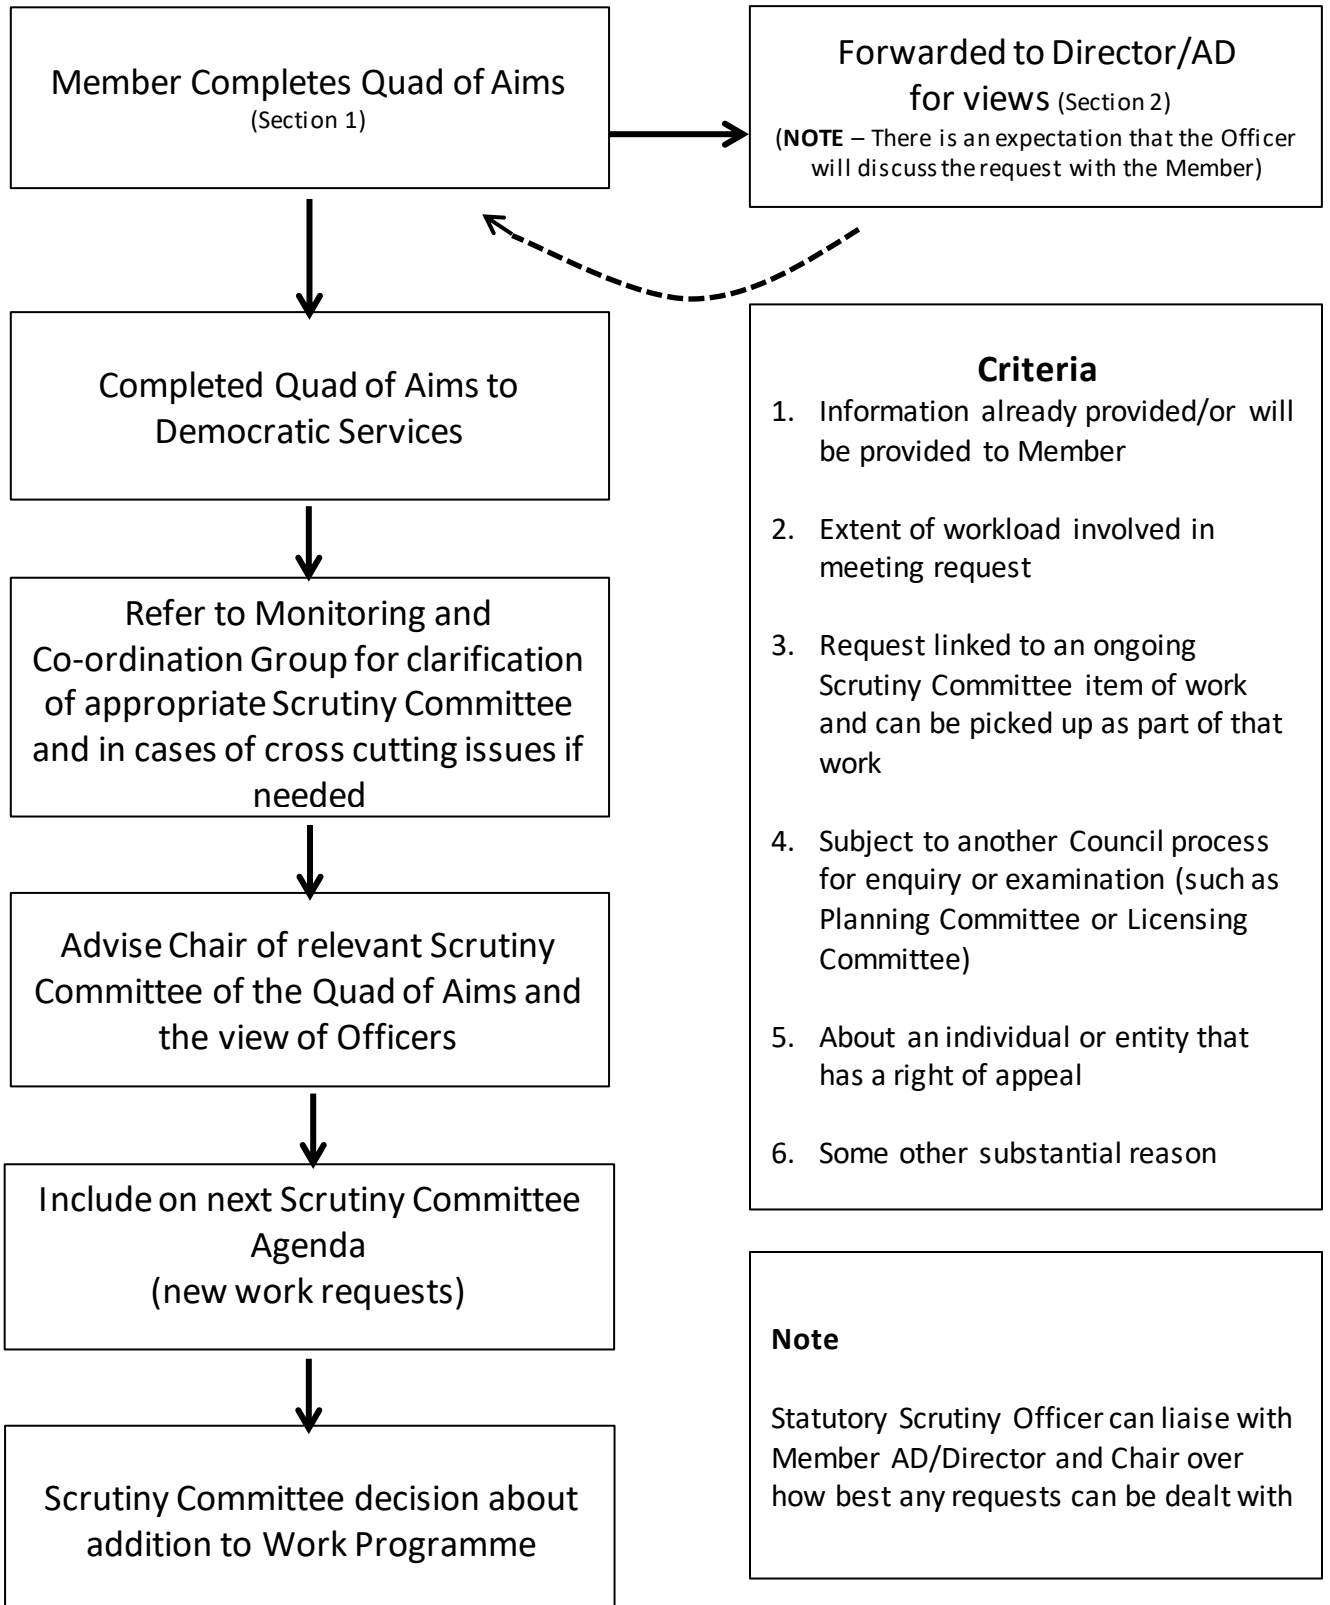 Member Completes Quad of Aims
(Section 1)
Forwarded to Director/AD
for views (Section 2)
(NOTE – There is an expectation that the Officer
will discuss the request with the Member)
Completed Quad of Aims to
Democratic Services
Refer to Monitoring and
Co-ordination Group for clarification
of appropriate Scrutiny Committee
and in cases of cross cutting issues if
needed
Advise Chair of relevant Scrutiny
Committee of the Quad of Aims and
the view of Officers
Include on next Scrutiny Committee
Agenda
(new work requests)
Scrutiny Committee decision about
addition to Work Programme
Criteria
1. Information already provided/or will
be provided to Member
2. Extent of workload involved in
meeting request
3. Request linked to an ongoing
Scrutiny Committee item of work
and can be picked up as part of that
work
4. Subject to another Council process
for enquiry or examination (such as
Planning Committee or Licensing
Committee)
5. About an individual or entity that
has a right of appeal
6. Some other substantial reason
Note
Statutory Scrutiny Officer can liaise with
Member AD/Director and Chair over
how best any requests can be dealt with